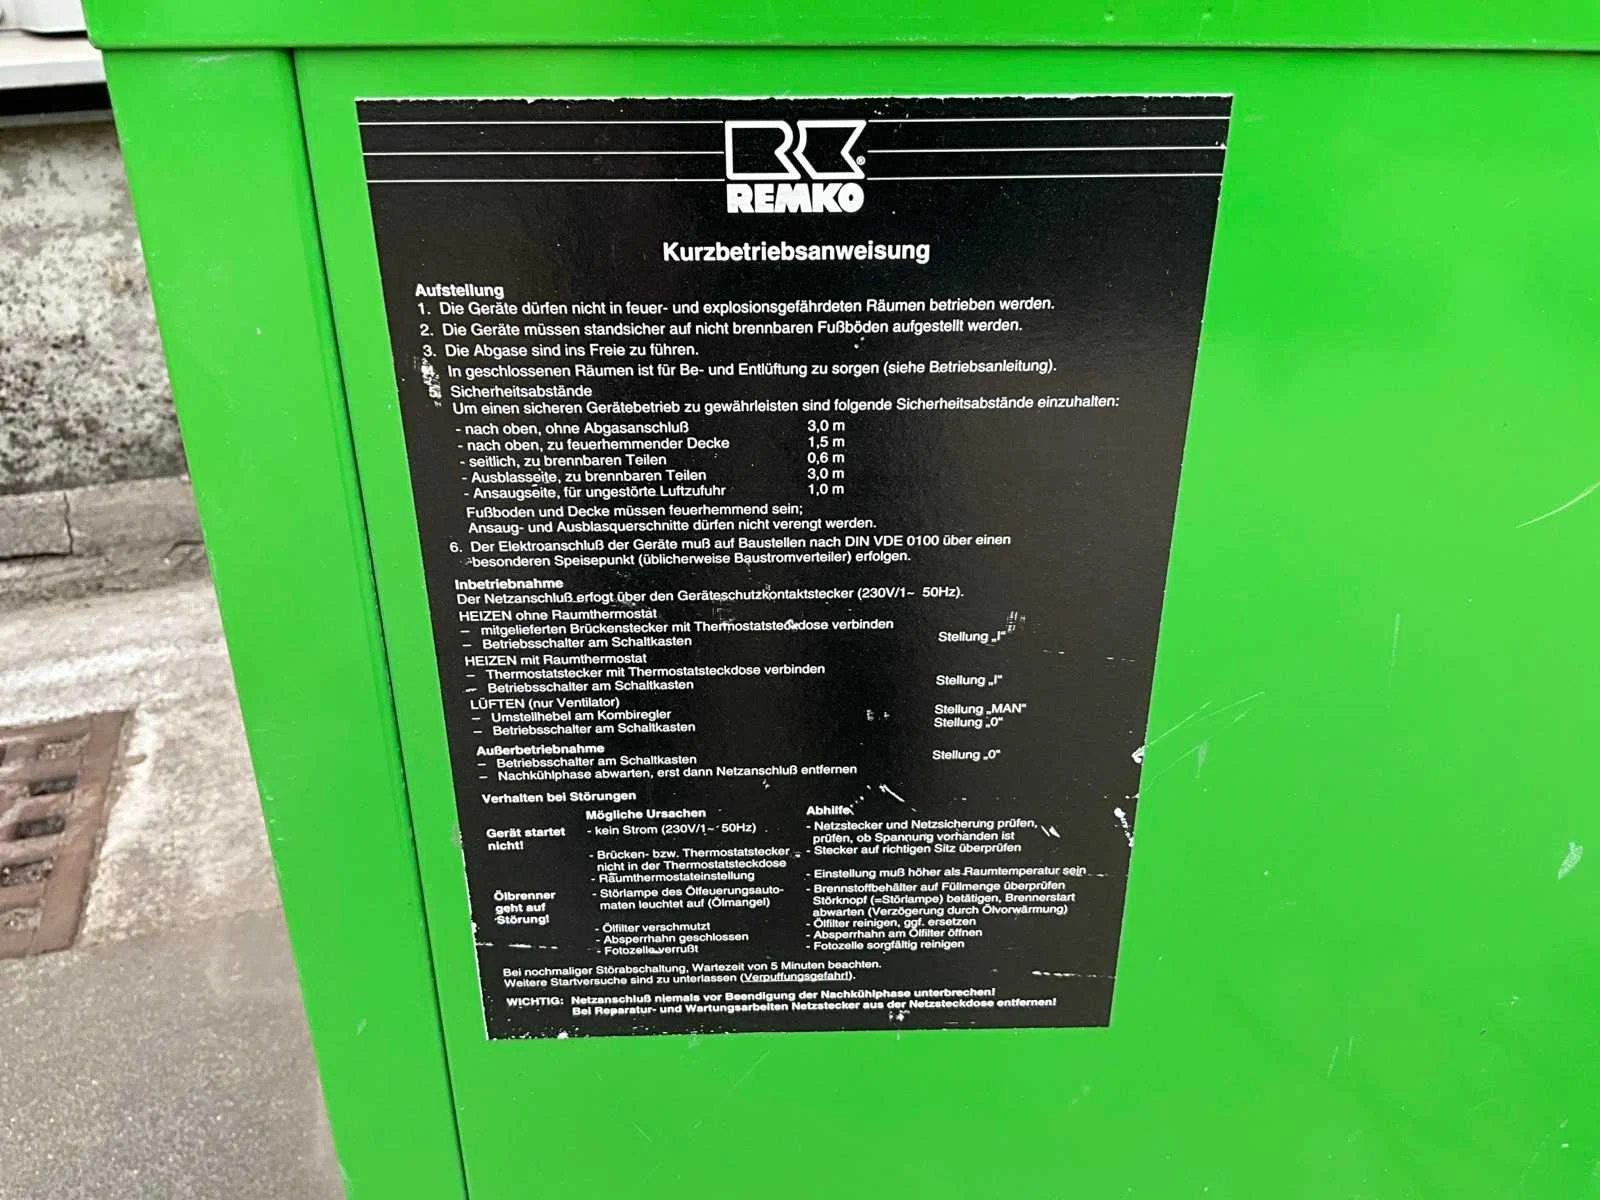 REMKO
Kurzbetriebsanweisung
Aufstellung
1. Die Geräte dürfen nicht in feuer- und explosionsgefährdeten Räumen betrieben werden.
2. Die Geräte müssen standsicher auf nicht brennbaren Fußböden aufgestellt werden.
3. Die Abgase sind ins Freie zu führen.
4. In geschlossenen Räumen ist für Be- und Entlüftung zu sorgen (siehe Betriebsanleitung).
5. Sicherheitsabstände
Um einen sicheren Gerätebetrieb zu gewährleisten sind folgende Sicherheitsabstände einzuhalten:
- nach oben, ohne Abgasanschluß 3,0 m
- nach oben, zu feuerhemmender Decke 1,5 m
- seitlich, zu brennbaren Teilen 0,6 m
- Ausblasseite, zu brennbaren Teilen 3,0 m
- Ansaugseite, für ungestörte Luftzufuhr 1,0 m
Fußboden und Decke müssen feuerhemmend sein;
Ansaug- und Ausblasquerschnitte dürfen nicht verengt werden.
6. Der Elektroanschluß der Geräte muß auf Baustellen nach DIN VDE 0100 über einen
besonderen Speisepunkt (üblicherweise Baustromverteiler) erfolgen.
Inbetriebnahme
Der Netzanschluß erfogt über den Geräteschutzkontaktstecker (230V/1~ 50Hz).
HEIZEN ohne Raumthermostat
– mitgelieferten Brückenstecker mit Thermostatsteckdose verbinden
– Betriebsschalter am Schaltkasten Stellung „I“
HEIZEN mit Raumthermostat
– Thermostatstecker mit Thermostatsteckdose verbinden
– Betriebsschalter am Schaltkasten Stellung „I“
LÜFTEN (nur Ventilator)
– Umstellhebel am Kombiregler Stellung „MAN“
– Betriebsschalter am Schaltkasten Stellung „0“
Außerbetriebnahme
– Betriebsschalter am Schaltkasten Stellung „0“
– Nachkühlphase abwarten, erst dann Netzanschluß entfernen
Verhalten bei Störungen
Mögliche Ursachen Abhilfe
Gerät startet - kein Strom (230V/1~ 50Hz) - Netzstecker und Netzsicherung prüfen,
nicht! prüfen, ob Spannung vorhanden ist
- Brücken- bzw. Thermostatstecker - Stecker auf richtigen Sitz überprüfen
nicht in der Thermostatsteckdose
- Raumthermostateinstellung - Einstellung muß höher als Raumtemperatur sein
Ölbrenner - Störlampe des Ölfeuerungsauto- - Brennstoffbehälter auf Füllmenge überprüfen
geht auf maten leuchtet auf (Ölmangel) Störknopf (=Störlampe) betätigen, Brennerstart
Störung! abwarten (Verzögerung durch Ölvorwärmung)
- Ölfilter verschmutzt - Ölfilter reinigen, ggf. ersetzen
- Absperrhahn geschlossen - Absperrhahn am Ölfilter öffnen
- Fotozelle verrußt - Fotozelle sorgfältig reinigen
Bei nochmaliger Störabschaltung, Wartezeit von 5 Minuten beachten.
Weitere Startversuche sind zu unterlassen (Verpuffungsgefahr!).
WICHTIG: Netzanschluß niemals vor Beendigung der Nachkühlphase unterbrechen!
Bei Reparatur- und Wartungsarbeiten Netzstecker aus der Netzsteckdose entfernen!